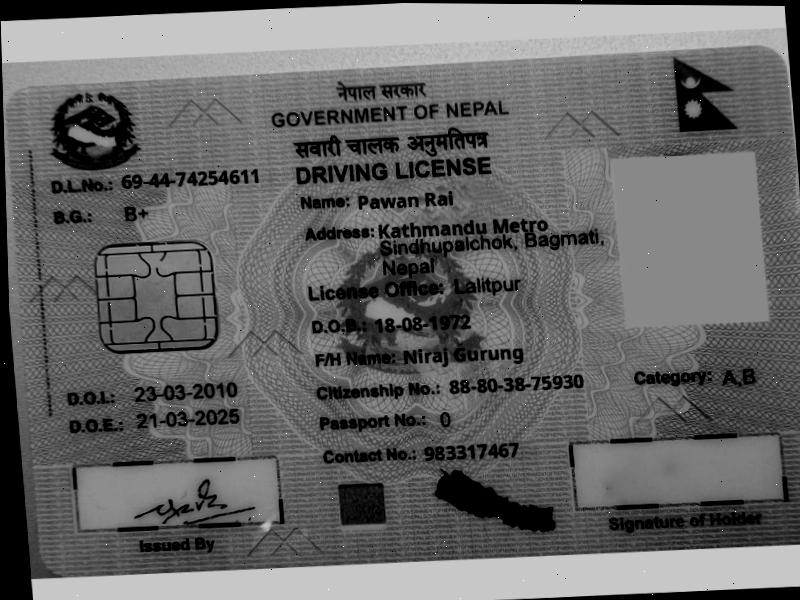 नेपाल सरकार
GOVERNMENT OF NEPAL
सवारी चालक अनुमतिपत्र
DRIVING LICENSE
D.L.No.: 69-44-74254611
B.G.: B+
Name: Pawan Rai
Address: Kathmandu Metro
Sindhupalchok, Bagmati,
Nepal
License Office: Lalitpur
D.O.B.: 18-08-1972
F/H Name: Niraj Gurung
Citizenship No.: 88-80-38-75930
Passport No.: 0
Contact No.: 983317467
Category: A,B
D.O.I.: 23-03-2010
D.O.E.: 21-03-2025
Issued By
Signature of Holder